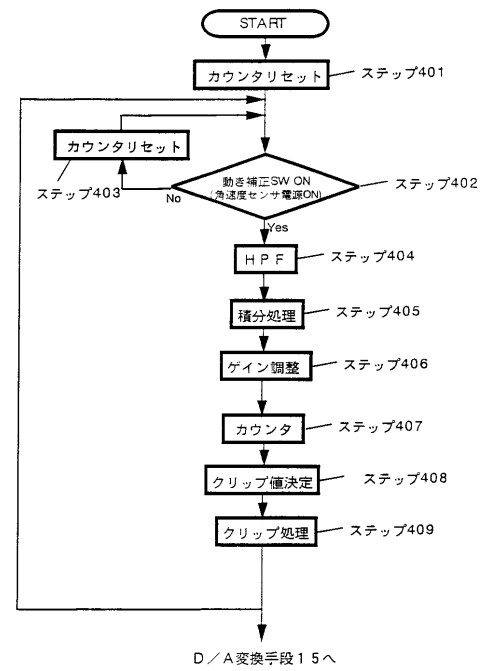 START
カウンタリセット
ステップ401
カウンタリセット
ステップ403
動き補正SW ON
(角速度センサ電源ON)
ステップ402
No
Yes
HPF
ステップ404
積分処理
ステップ405
ゲイン調整
ステップ406
カウンタ
ステップ407
クリップ値決定
ステップ408
クリップ処理
ステップ409
D/A変換手段15へ